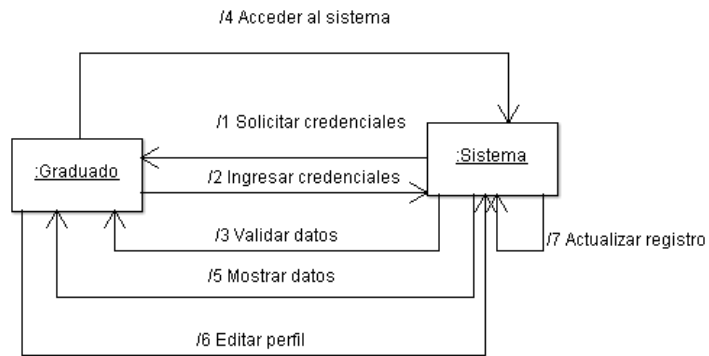 /4 Acceder al sistema
/1 Solicitar credenciales
:Graduado
:Sistema
/2 Ingresar credenciales
/3 Validar datos
/7 Actualizar registro
/5 Mostrar datos
/6 Editar perfil